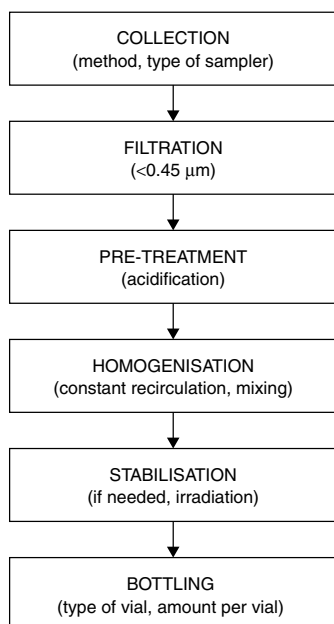 COLLECTION
(method, type of sampler)
FILTRATION
(<0.45 μm)
PRE-TREATMENT
(acidification)
HOMOGENISATION
(constant recirculation, mixing)
STABILISATION
(if needed, irradiation)
BOTTLING
(type of vial, amount per vial)